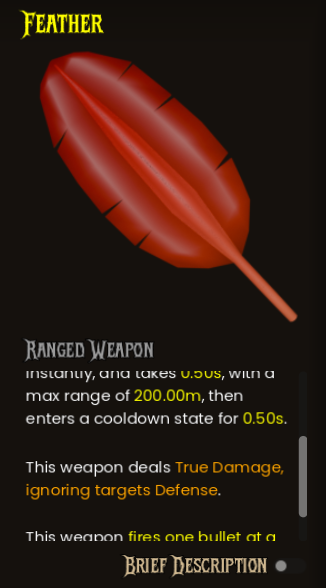 FEATHER
RANGED WEAPON
instantly, and takes 0.50s, with a
max range of 200.00m, then
enters a cooldown state for 0.50s.
This weapon deals True Damage,
ignoring targets Defense.
This weapon fires one bullet at a
BRIEF DESCRIPTION